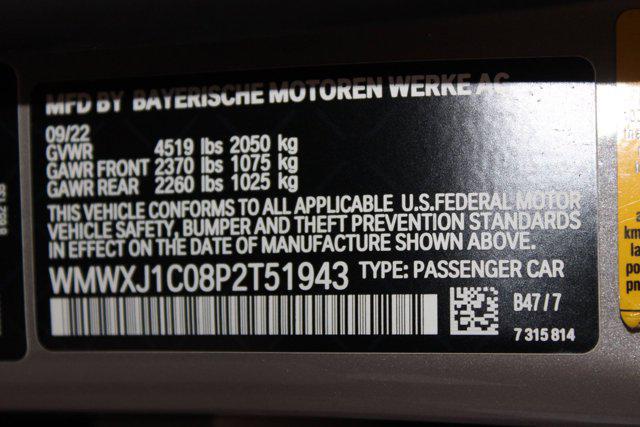 MFD BY BAYERISCHE MOTOREN WERKE AG
09/22
GVWR 4519 lbs 2050 kg
GAWR FRONT 2370 lbs 1075 kg
GAWR REAR 2260 lbs 1025 kg
THIS VEHICLE CONFORMS TO ALL APPLICABLE U.S.FEDERAL MOTOR
VEHICLE SAFETY, BUMPER AND THEFT PREVENTION STANDARDS
IN EFFECT ON THE DATE OF MANUFACTURE SHOWN ABOVE.
WMWXJ1C08P2T51943 TYPE: PASSENGER CAR
B47/7
7 315 814